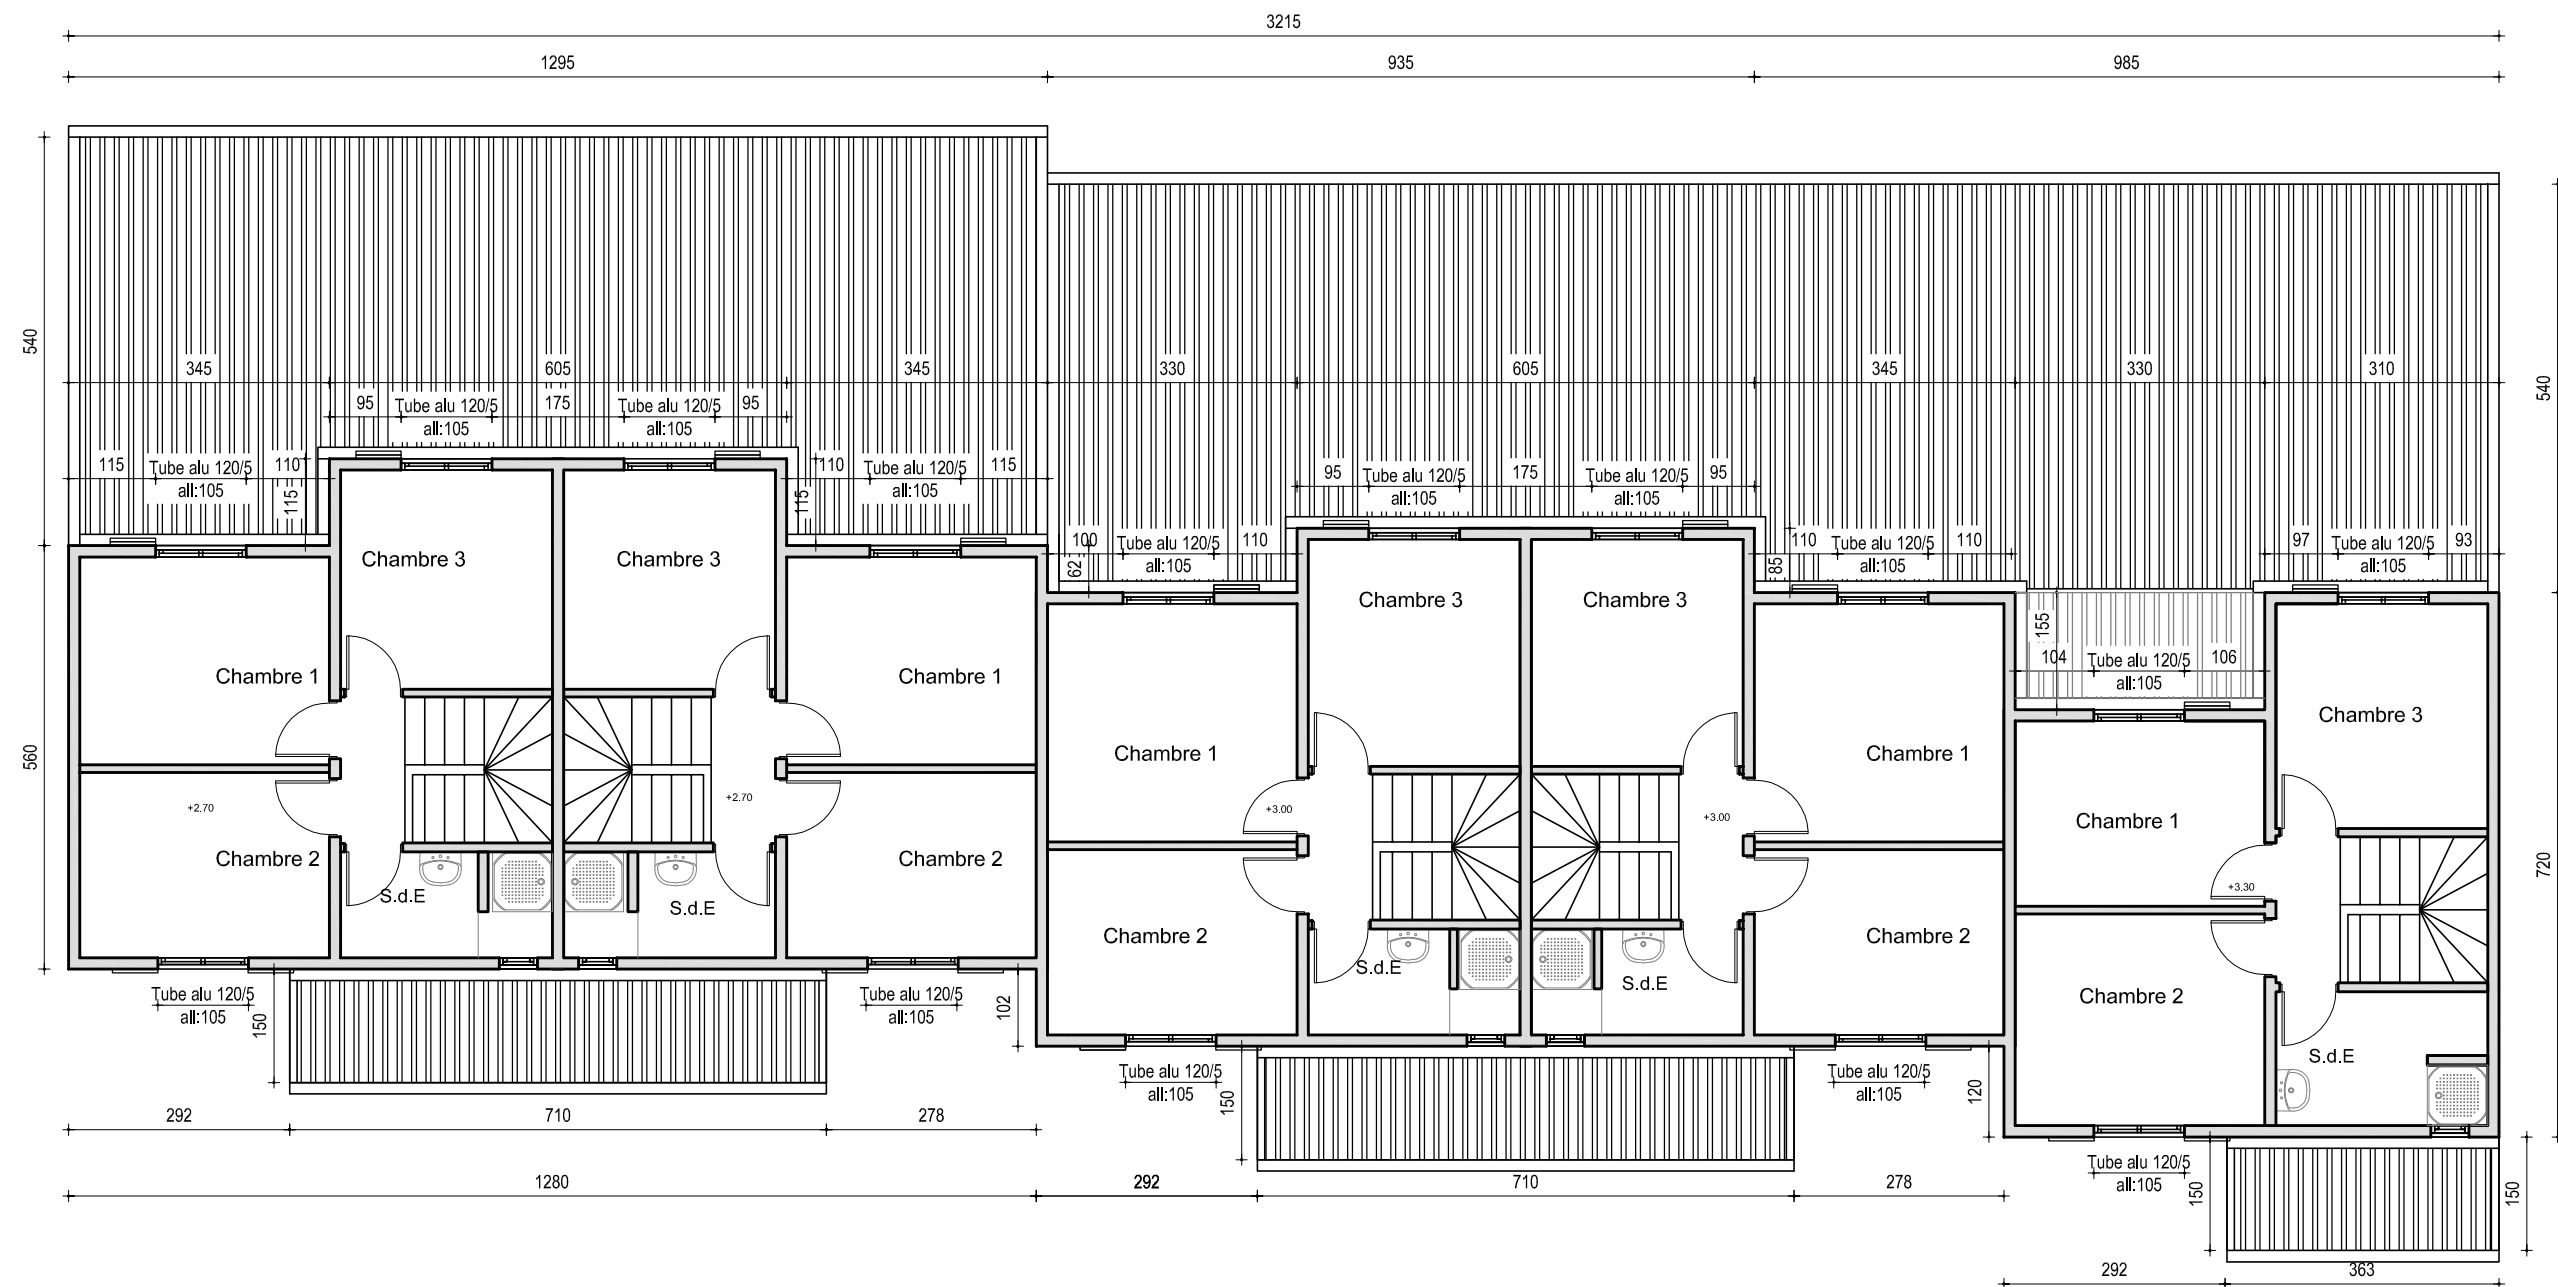 3215
1295 935 985
540
345 605 345 330 605 345 330 310
540
95 Tube alu 120/5 175 Tube alu 120/5 95
all:105 all:105
115 Tube alu 120/5 110 110 Tube alu 120/5 115
all:105 all:105
115 115
95 Tube alu 120/5 175 Tube alu 120/5 95
all:105 all:105
100 Tube alu 120/5 110 110 Tube alu 120/5 110 97 Tube alu 120/5 93
all:105 all:105 all:105
62 85
Chambre 3 Chambre 3
Chambre 3 Chambre 3
155
104 Tube alu 120/5 106
all:105
Chambre 1 Chambre 1
Chambre 3
560
Chambre 1 Chambre 1
+2.70 +2.70
+3.00 +3.00
Chambre 1
Chambre 2 Chambre 2
720
+3.30
S.d.E S.d.E
Chambre 2 Chambre 2
S.d.E S.d.E
Chambre 2
Tube alu 120/5 Tube alu 120/5
all:105 all:105
150 102
S.d.E
Tube alu 120/5 Tube alu 120/5
all:105 all:105
150 120
292 710 278
Tube alu 120/5
all:105
1280 292 710 278
150 150
292 363